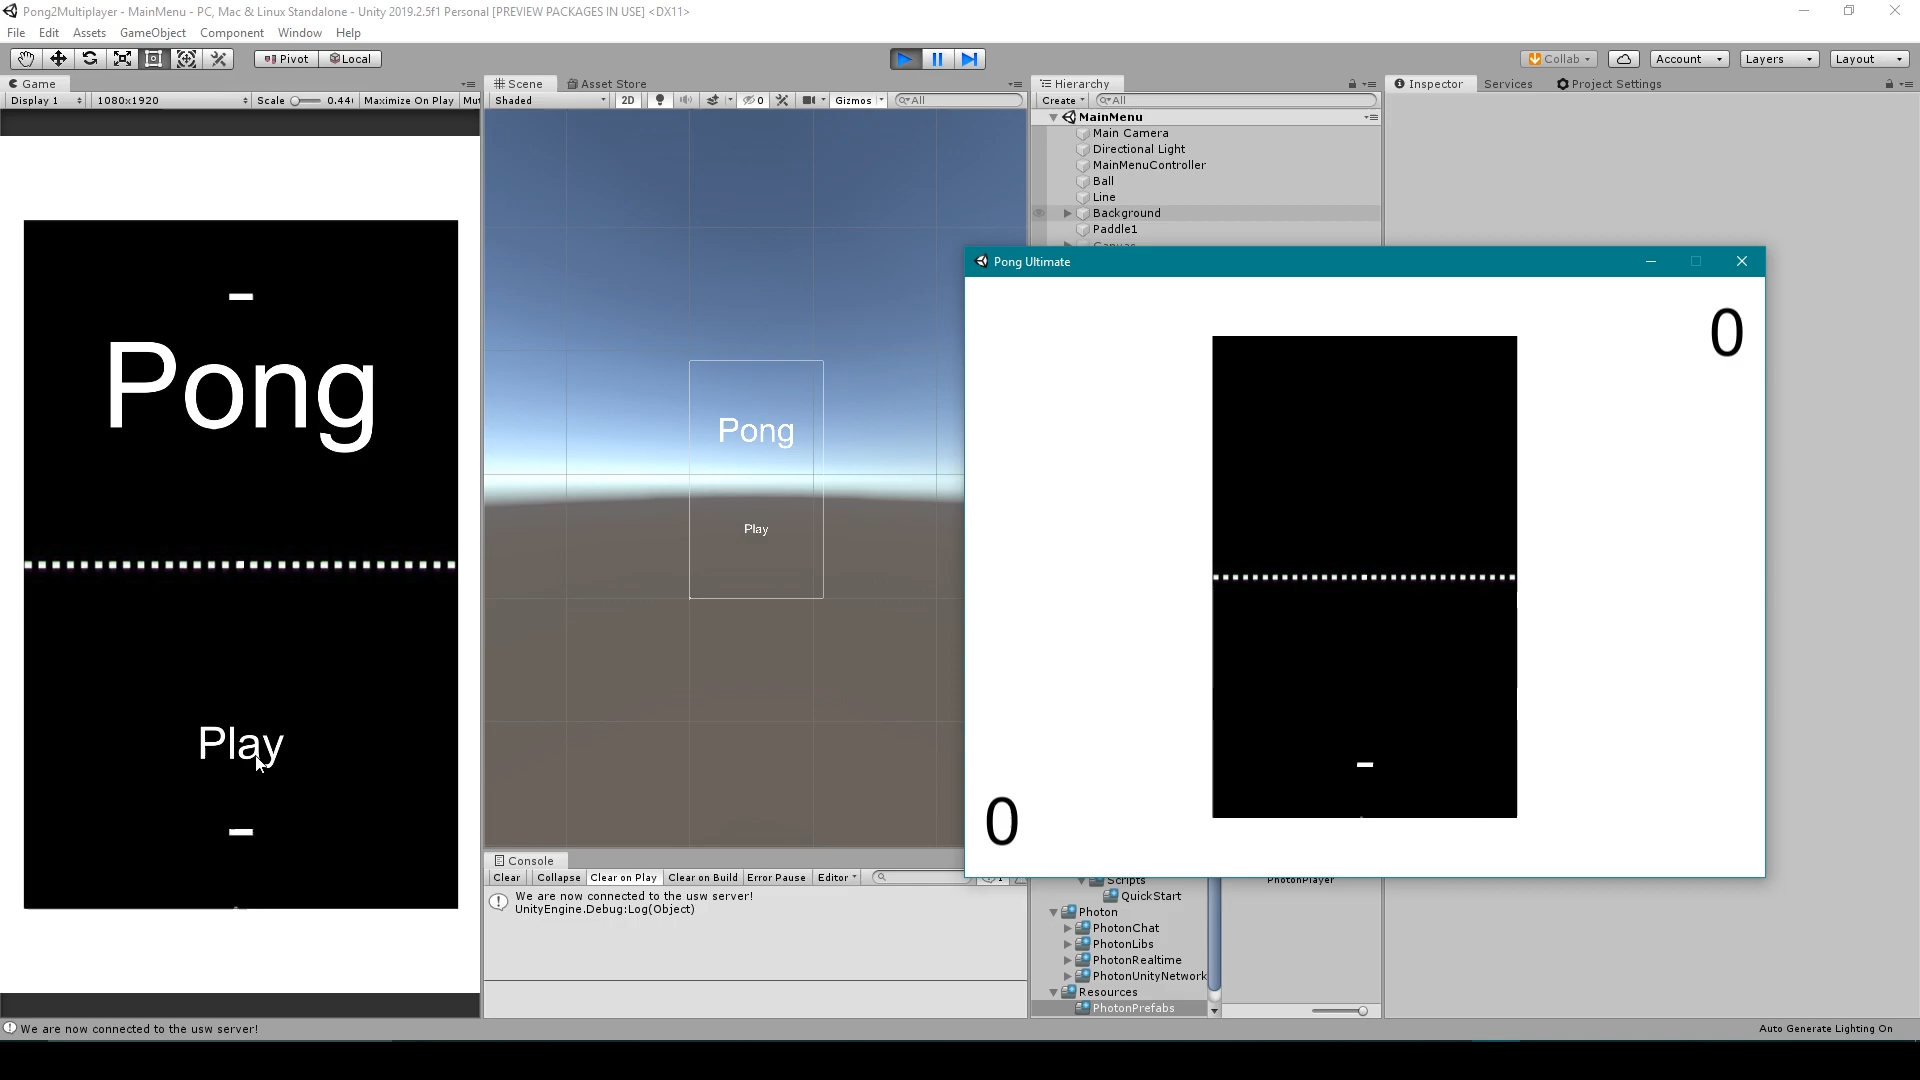 Pong2Multiplayer - MainMenu - PC, Mac & Linux Standalone - Unity 2019.2.5f1 Personal [PREVIEW PACKAGES IN USE] <DX11>
File Edit Assets GameObject Component Window Help
Pivot Local
Collab Account Layers Layout
Game
Display 1 1080x1920 Scale 0.44 Maximize On Play Mut
Pong
Play
Scene Asset Store
Shaded 2D 0 Gizmos All
Pong
Play
Hierarchy
Create All
MainMenu
Main Camera
Directional Light
MainMenuController
Ball
Line
Background
Paddle1
Canvas
Inspector Services Project Settings
Pong Ultimate
0
0
Console
Clear Collapse Clear on Play Clear on Build Error Pause Editor 1
We are now connected to the usw server!
UnityEngine.Debug:Log(Object)
Scripts
QuickStart
Photon
PhotonChat
PhotonLibs
PhotonRealtime
PhotonUnityNetwork
Resources
PhotonPrefabs
PhotonPlayer
We are now connected to the usw server!
Auto Generate Lighting On